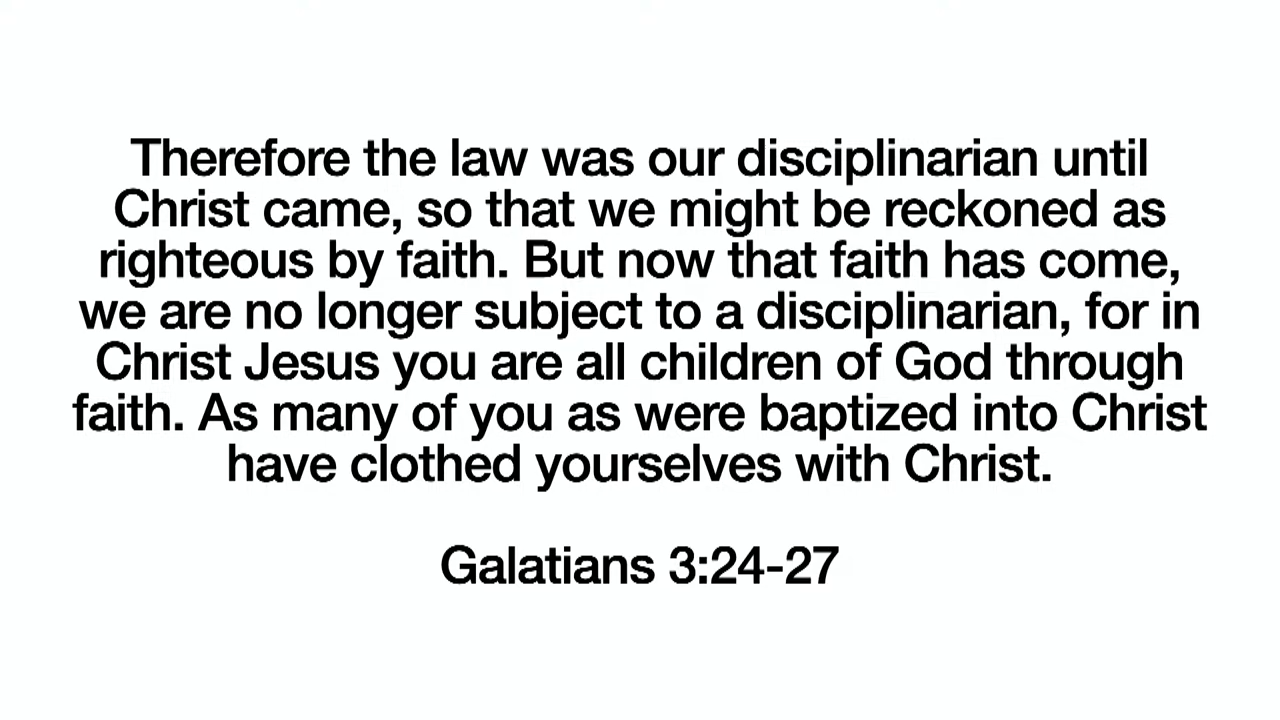 Therefore the law was our disciplinarian until
Christ came, so that we might be reckoned as
righteous by faith. But now that faith has come,
we are no longer subject to a disciplinarian, for in
Christ Jesus you are all children of God through
faith. As many of you as were baptized into Christ
have clothed yourselves with Christ.
Galatians 3:24-27